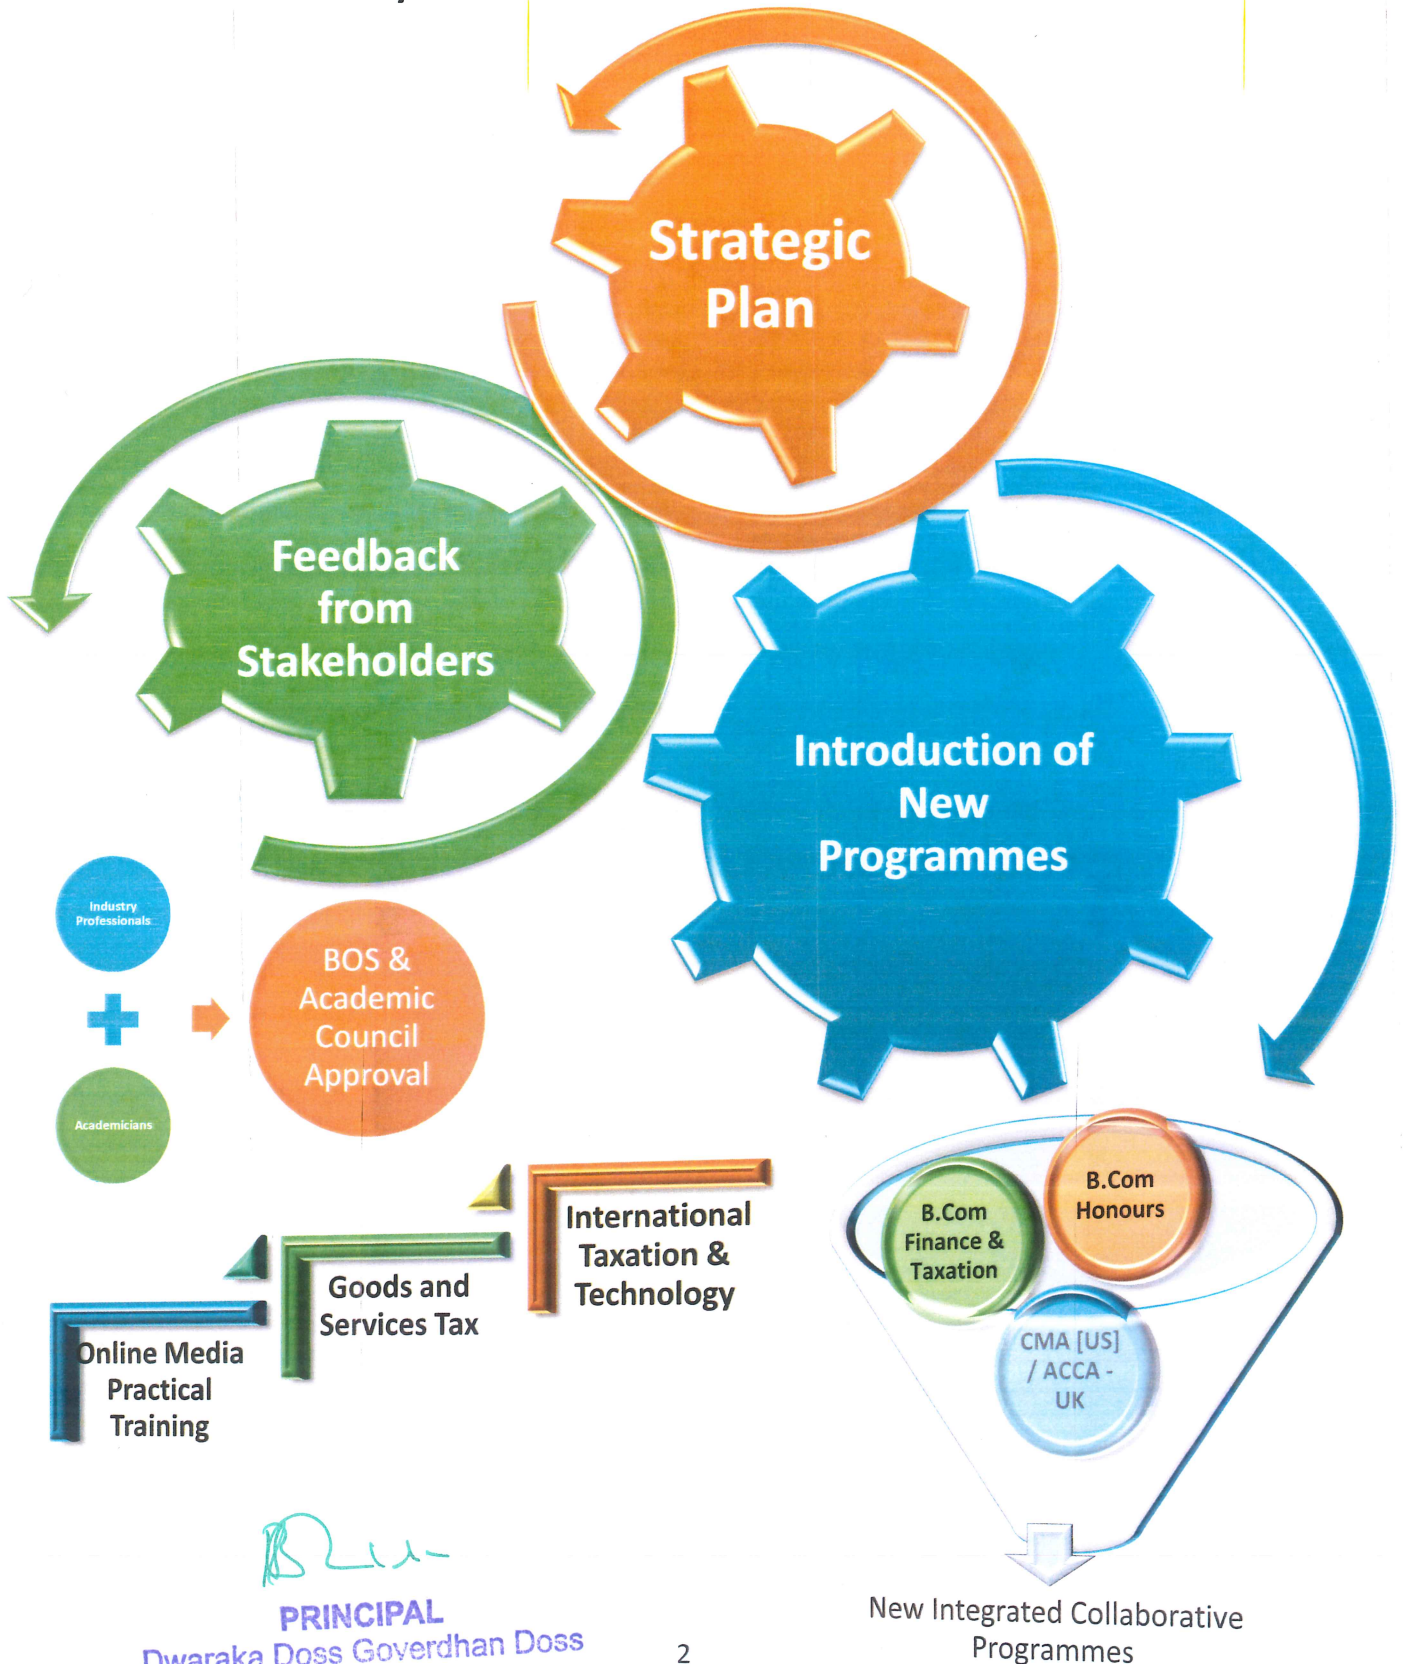 Strategic
Plan
Feedback
from
Stakeholders
Introduction of
New
Programmes
Industry
Professionals
BOS &
Academic
Council
Approval
Academicians
International
Taxation &
Technology
Goods and
Services Tax
Online Media
Practical
Training
B.Com
Honours
B.Com
Finance &
Taxation
CMA [US]
/ ACCA -
UK
New Integrated Collaborative
Programmes
PRINCIPAL
Dwaraka Doss Goverdhan Doss
2